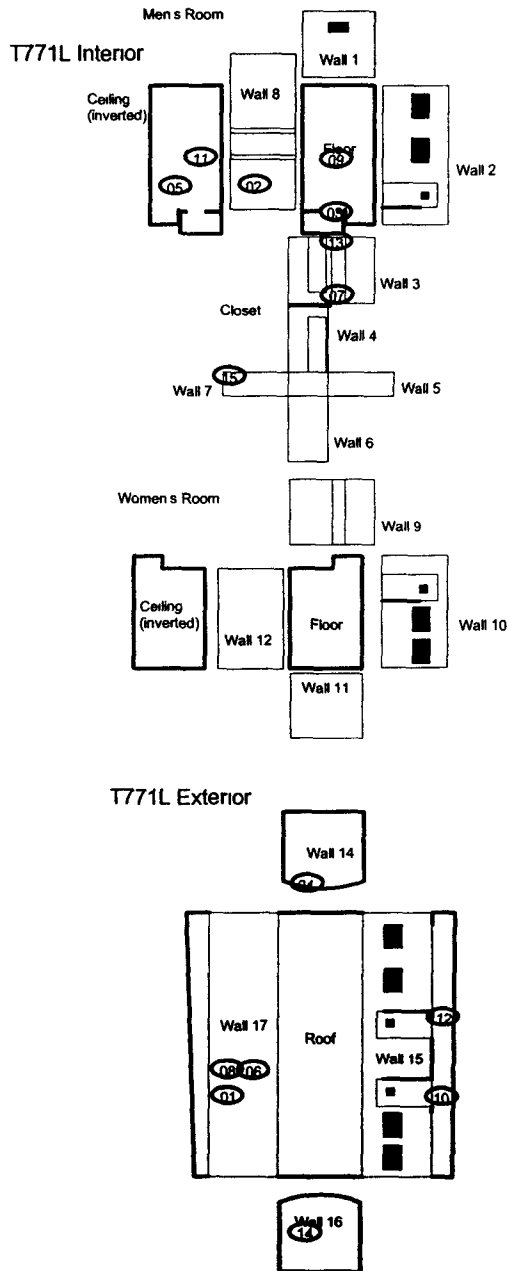 Men s Room
T771L Interior
Wall 1
Ceiling
(inverted)
Wall 8
Floor
11
09
05
02
Wall 2
13
Wall 3
07
Closet
Wall 4
15
Wall 7
Wall 5
Wall 6
Women s Room
Wall 9
Ceiling
(inverted)
Wall 12
Floor
Wall 10
Wall 11
T771L Exterior
Wall 14
04
Wall 17
Roof
12
Wall 15
08
06
01
10
Wall 16
14